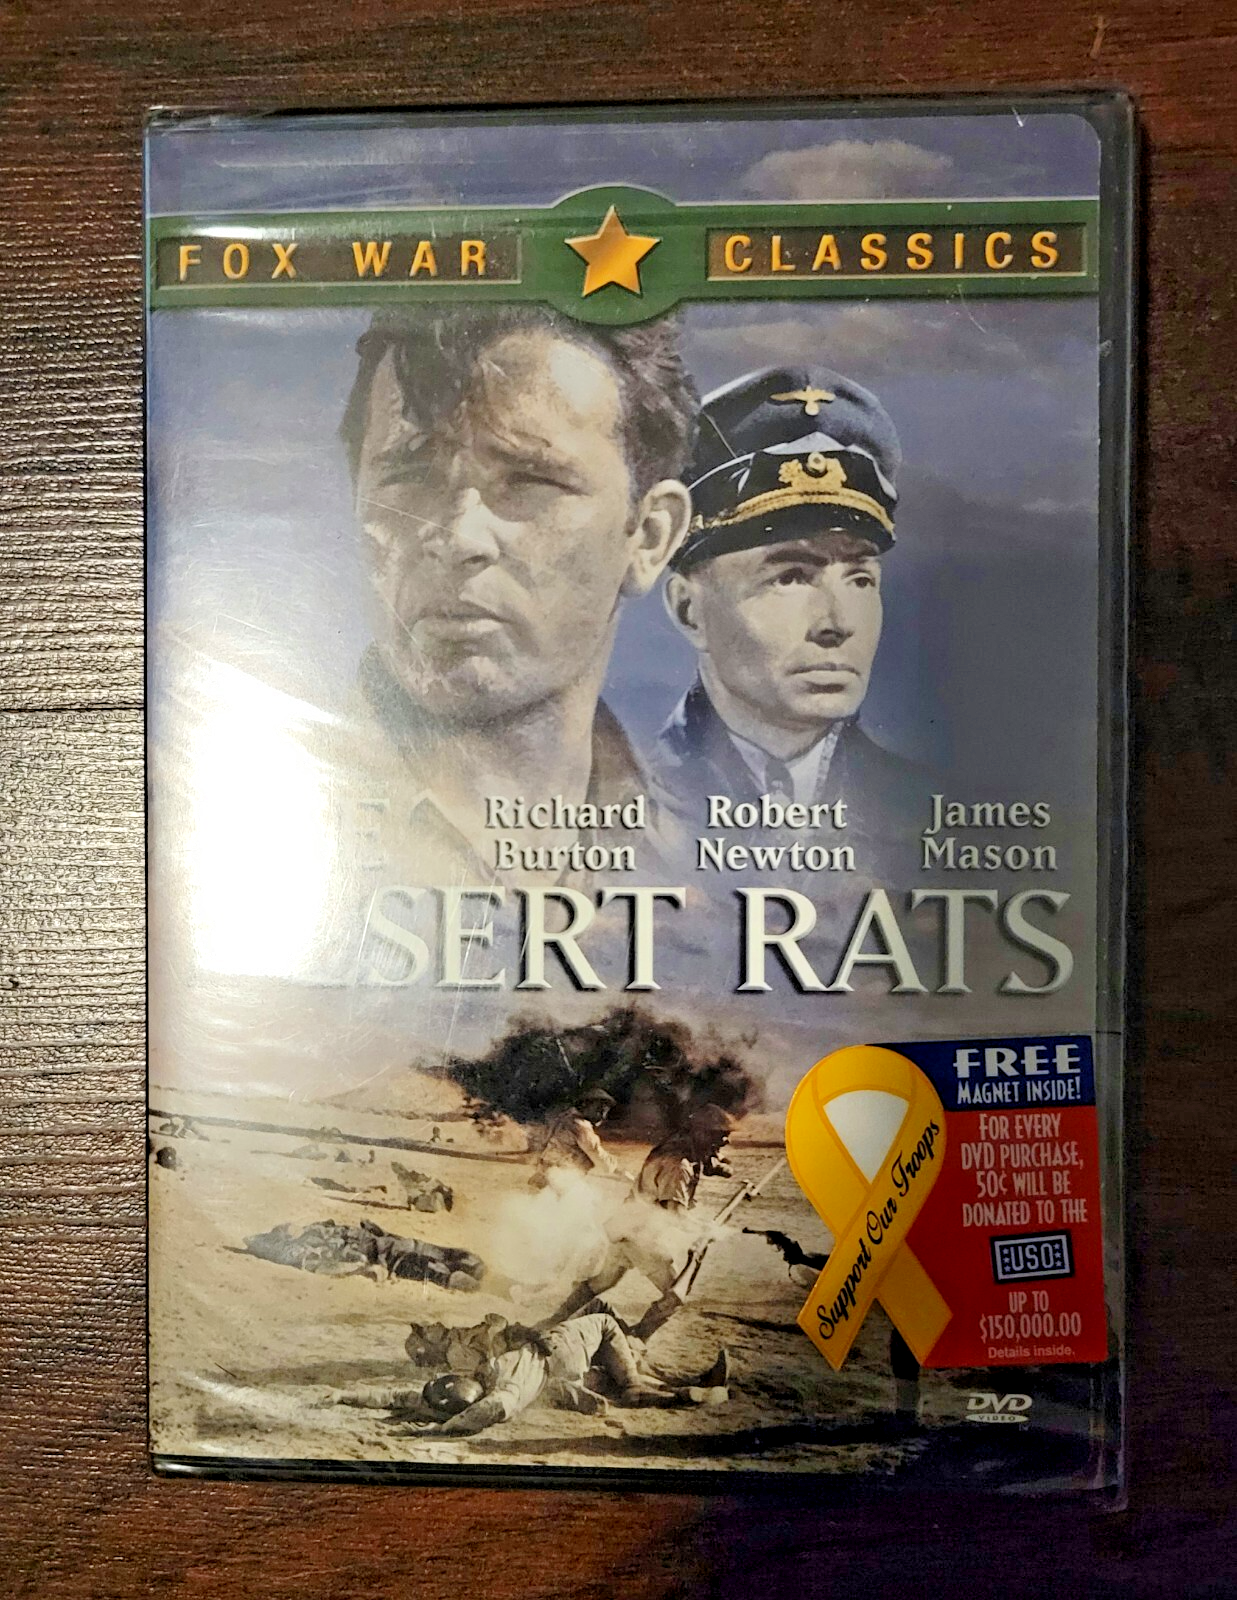 FOX WAR CLASSICS
Richard Burton
Robert Newton
James Mason
SERT RATS
FREE
MAGNET INSIDE!
FOR EVERY
DVD PURCHASE,
50¢ WILL BE
DONATED TO THE
USO
UP TO
$150,000.00
Details inside.
Support Our Troops
DVD
VIDEO